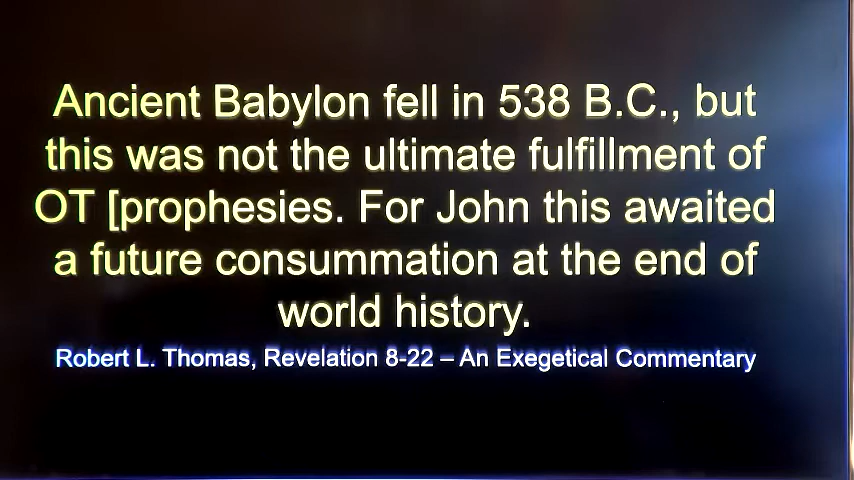 Ancient Babylon fell in 538 B.C., but
this was not the ultimate fulfillment of
OT [prophesies. For John this awaited
a future consummation at the end of
world history.
Robert L. Thomas, Revelation 8-22 – An Exegetical Commentary